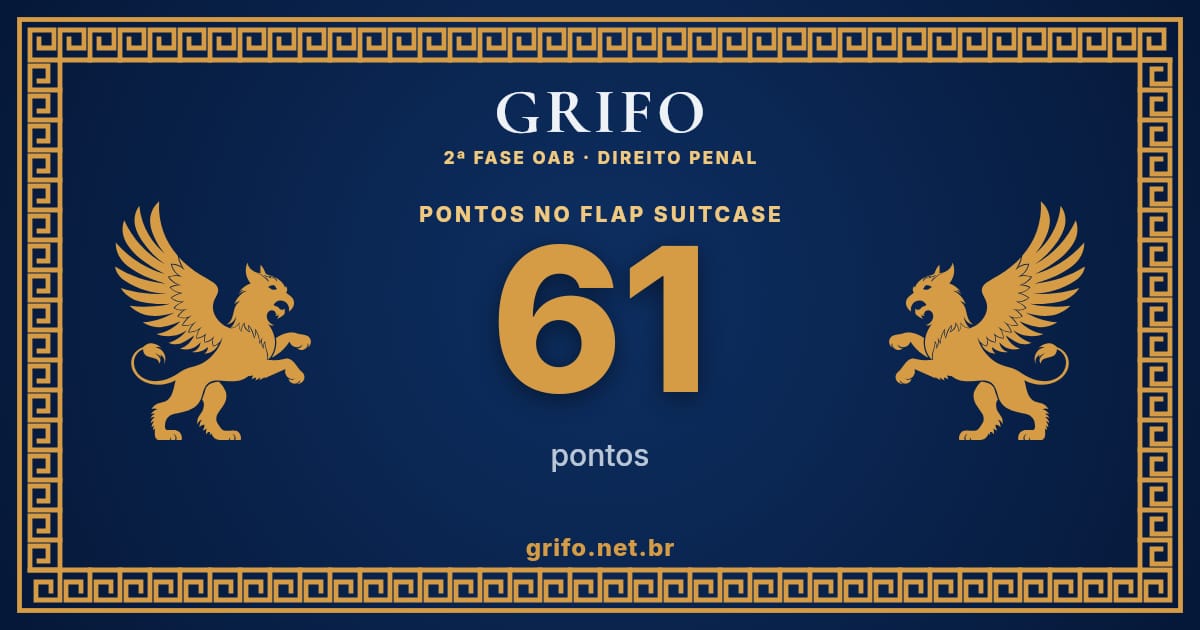 GRIFO
2ª FASE OAB · DIREITO PENAL
PONTOS NO FLAP SUITCASE
61
pontos
grifo.net.br